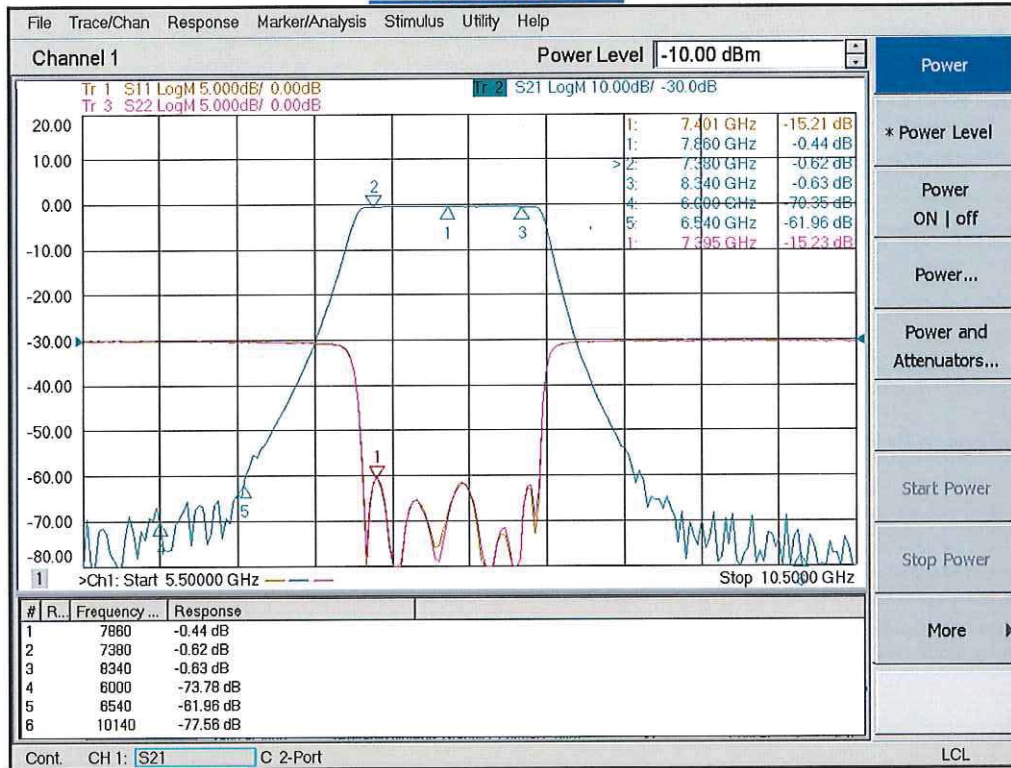 File Trace/Chan Response Marker/Analysis Stimulus Utility Help
Channel 1
Power Level -10.00 dBm
Tr 1 S11 LogM 5.000dB/ 0.00dB
Tr 2 S21 LogM 10.00dB/ -30.0dB
Tr 3 S22 LogM 5.000dB/ 0.00dB
1: 7.401 GHz -15.21 dB
1: 7.860 GHz -0.44 dB
>2: 7.380 GHz -0.62 dB
3: 8.340 GHz -0.63 dB
4: 6.000 GHz -70.35 dB
5: 6.540 GHz -61.96 dB
1: 7.395 GHz -15.23 dB
20.00
10.00
0.00
-10.00
-20.00
-30.00
-40.00
-50.00
-60.00
-70.00
-80.00
2
1
3
1
5
4
1 >Ch1: Start 5.50000 GHz
Stop 10.5000 GHz
# R... Frequency ... Response
1 7860 -0.44 dB
2 7380 -0.62 dB
3 8340 -0.63 dB
4 6000 -73.78 dB
5 6540 -61.96 dB
6 10140 -77.56 dB
Cont. CH 1: S21 C 2-Port LCL
Power
* Power Level
Power
ON | off
Power...
Power and
Attenuators...
Start Power
Stop Power
More